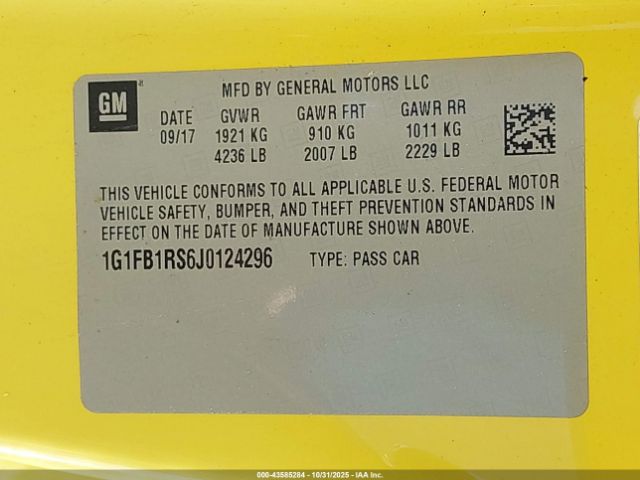 GM
MFD BY GENERAL MOTORS LLC
DATE GVWR GAWR FRT GAWR RR
09/17 1921 KG 910 KG 1011 KG
4236 LB 2007 LB 2229 LB
THIS VEHICLE CONFORMS TO ALL APPLICABLE U.S. FEDERAL MOTOR
VEHICLE SAFETY, BUMPER, AND THEFT PREVENTION STANDARDS IN
EFFECT ON THE DATE OF MANUFACTURE SHOWN ABOVE.
1G1FB1RS6J0124296 TYPE: PASS CAR
000-43585284 - 10/31/2025 - IAA Inc.